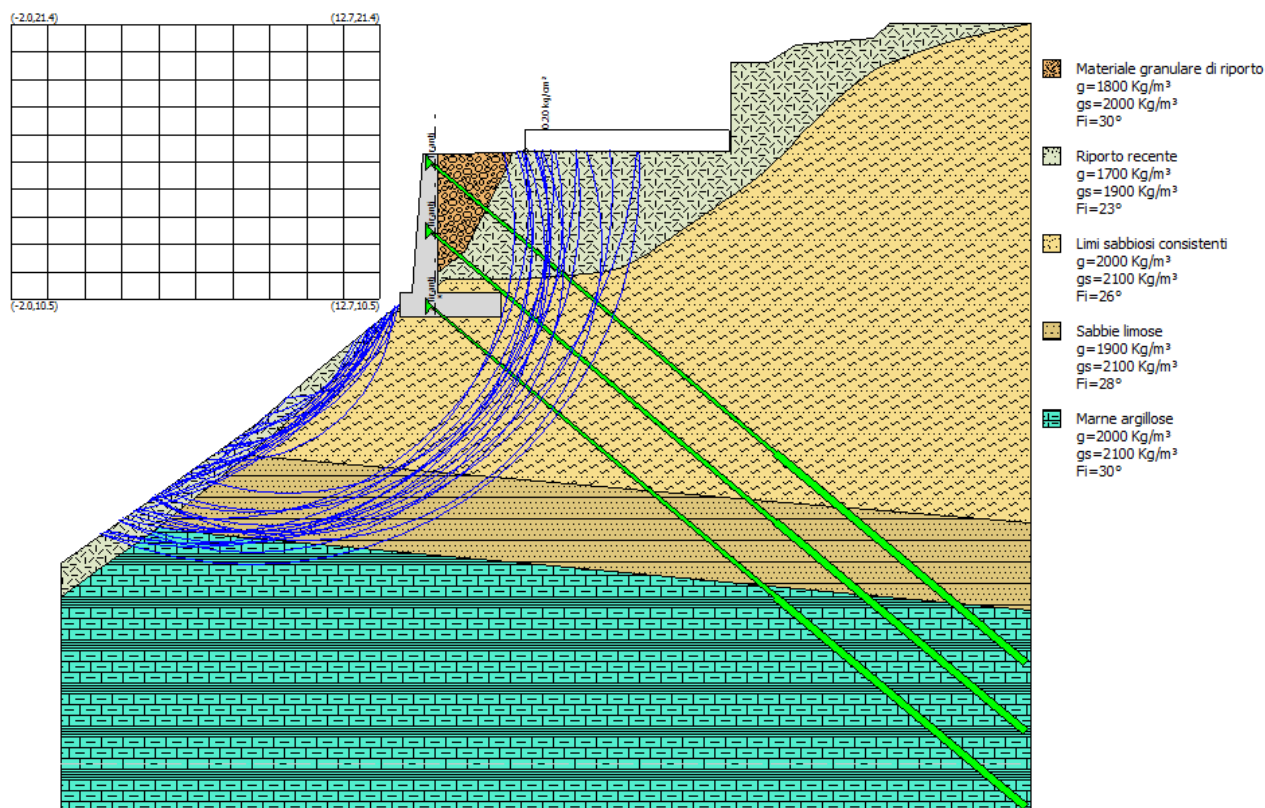 (-2.0,21.4)
(12.7,21.4)
(-2.0,10.5)
(12.7,10.5)
0.20 kg/cm²
Materiale granulare di riporto
g=1800 Kg/m³
gs=2000 Kg/m³
Fi=30°
Riporto recente
g=1700 Kg/m³
gs=1900 Kg/m³
Fi=23°
Limi sabbiosi consistenti
g=2000 Kg/m³
gs=2100 Kg/m³
Fi=26°
Sabbie limose
g=1900 Kg/m³
gs=2100 Kg/m³
Fi=28°
Marne argillose
g=2000 Kg/m³
gs=2100 Kg/m³
Fi=30°